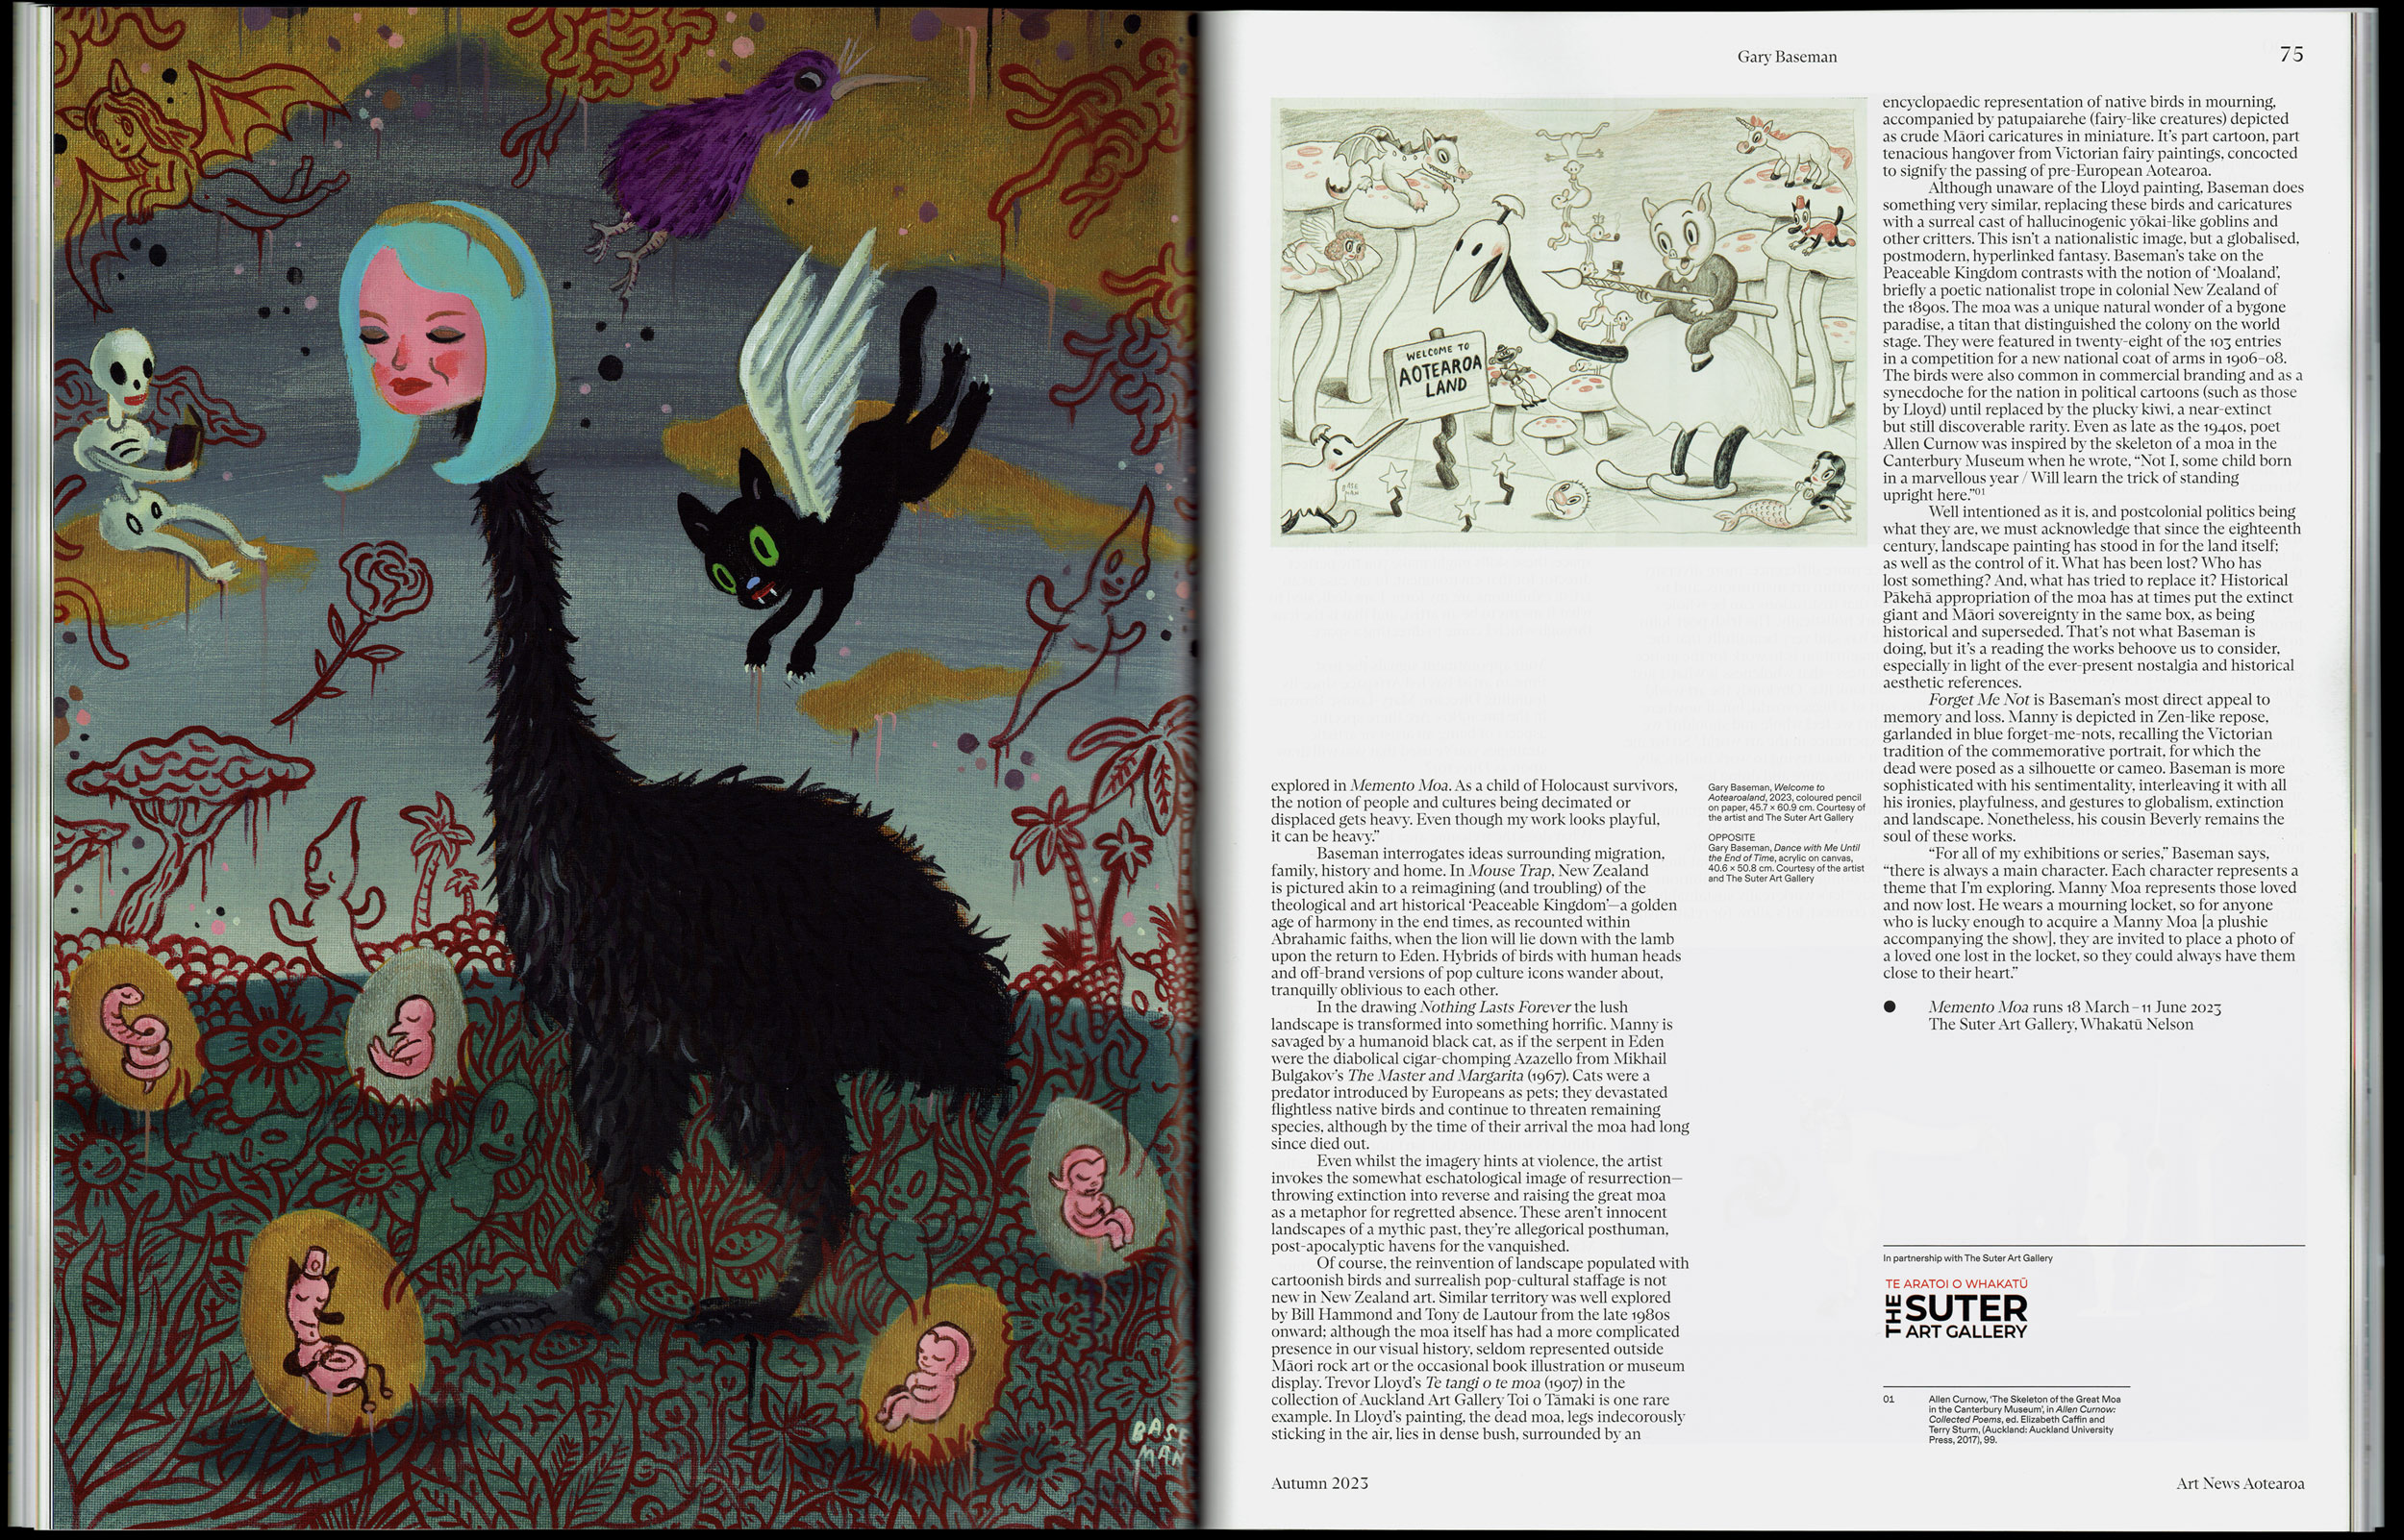 BASE
MAN
Gary Baseman
75
WELCOME TO
AOTEAROA
LAND
BASE
MAN
explored in Memento Moa. As a child of Holocaust survivors,
the notion of people and cultures being decimated or
displaced gets heavy. Even though my work looks playful,
it can be heavy.”
Baseman interrogates ideas surrounding migration,
family, history and home. In Mouse Trap, New Zealand
is pictured akin to a reimagining (and troubling) of the
theological and art historical ‘Peaceable Kingdom’—a golden
age of harmony in the end times, as recounted within
Abrahamic faiths, when the lion will lie down with the lamb
upon the return to Eden. Hybrids of birds with human heads
and off-brand versions of pop culture icons wander about,
tranquilly oblivious to each other.
In the drawing Nothing Lasts Forever the lush
landscape is transformed into something horrific. Manny is
savaged by a humanoid black cat, as if the serpent in Eden
were the diabolical cigar-chomping Azazello from Mikhail
Bulgakov’s The Master and Margarita (1967). Cats were a
predator introduced by Europeans as pets; they devastated
flightless native birds and continue to threaten remaining
species, although by the time of their arrival the moa had long
since died out.
Even whilst the imagery hints at violence, the artist
invokes the somewhat eschatological image of resurrection—
throwing extinction into reverse and raising the great moa
as a metaphor for regretted absence. These aren’t innocent
landscapes of a mythic past, they’re allegorical posthuman,
post-apocalyptic havens for the vanquished.
Of course, the reinvention of landscape populated with
cartoonish birds and surrealish pop-cultural staffage is not
new in New Zealand art. Similar territory was well explored
by Bill Hammond and Tony de Lautour from the late 1980s
onward; although the moa itself has had a more complicated
presence in our visual history, seldom represented outside
Māori rock art or the occasional book illustration or museum
display. Trevor Lloyd’s Te tangi o te moa (1907) in the
collection of Auckland Art Gallery Toi o Tāmaki is one rare
example. In Lloyd’s painting, the dead moa, legs indecorously
sticking in the air, lies in dense bush, surrounded by an
Gary Baseman, Welcome to
Aotearoaland, 2023, coloured pencil
on paper, 45.7 × 60.9 cm. Courtesy of
the artist and The Suter Art Gallery
OPPOSITE
Gary Baseman, Dance with Me Until
the End of Time, acrylic on canvas,
40.6 × 50.8 cm. Courtesy of the artist
and The Suter Art Gallery
encyclopaedic representation of native birds in mourning,
accompanied by patupaiarehe (fairy-like creatures) depicted
as crude Māori caricatures in miniature. It’s part cartoon, part
tenacious hangover from Victorian fairy paintings, concocted
to signify the passing of pre-European Aotearoa.
Although unaware of the Lloyd painting, Baseman does
something very similar, replacing these birds and caricatures
with a surreal cast of hallucinogenic yōkai-like goblins and
other critters. This isn’t a nationalistic image, but a globalised,
postmodern, hyperlinked fantasy. Baseman’s take on the
Peaceable Kingdom contrasts with the notion of ‘Moaland’,
briefly a poetic nationalist trope in colonial New Zealand of
the 1890s. The moa was a unique natural wonder of a bygone
paradise, a titan that distinguished the colony on the world
stage. They were featured in twenty-eight of the 103 entries
in a competition for a new national coat of arms in 1906–08.
The birds were also common in commercial branding and as a
synecdoche for the nation in political cartoons (such as those
by Lloyd) until replaced by the plucky kiwi, a near-extinct
but still discoverable rarity. Even as late as the 1940s, poet
Allen Curnow was inspired by the skeleton of a moa in the
Canterbury Museum when he wrote, “Not I, some child born
in a marvellous year / Will learn the trick of standing
upright here.”01
Well intentioned as it is, and postcolonial politics being
what they are, we must acknowledge that since the eighteenth
century, landscape painting has stood in for the land itself;
as well as the control of it. What has been lost? Who has
lost something? And, what has tried to replace it? Historical
Pākehā appropriation of the moa has at times put the extinct
giant and Māori sovereignty in the same box, as being
historical and superseded. That’s not what Baseman is
doing, but it’s a reading the works behoove us to consider,
especially in light of the ever-present nostalgia and historical
aesthetic references.
Forget Me Not is Baseman’s most direct appeal to
memory and loss. Manny is depicted in Zen-like repose,
garlanded in blue forget-me-nots, recalling the Victorian
tradition of the commemorative portrait, for which the
dead were posed as a silhouette or cameo. Baseman is more
sophisticated with his sentimentality, interleaving it with all
his ironies, playfulness, and gestures to globalism, extinction
and landscape. Nonetheless, his cousin Beverly remains the
soul of these works.
“For all of my exhibitions or series,” Baseman says,
“there is always a main character. Each character represents a
theme that I’m exploring. Manny Moa represents those loved
and now lost. He wears a mourning locket, so for anyone
who is lucky enough to acquire a Manny Moa [a plushie
accompanying the show], they are invited to place a photo of
a loved one lost in the locket, so they could always have them
close to their heart.”
● Memento Moa runs 18 March – 11 June 2023
The Suter Art Gallery, Whakatū Nelson
In partnership with The Suter Art Gallery
TE ARATOI O WHAKATŪ
THE SUTER
ART GALLERY
01 Allen Curnow, ‘The Skeleton of the Great Moa
in the Canterbury Museum’, in Allen Curnow:
Collected Poems, ed. Elizabeth Caffin and
Terry Sturm, (Auckland: Auckland University
Press, 2017), 99.
Autumn 2023
Art News Aotearoa